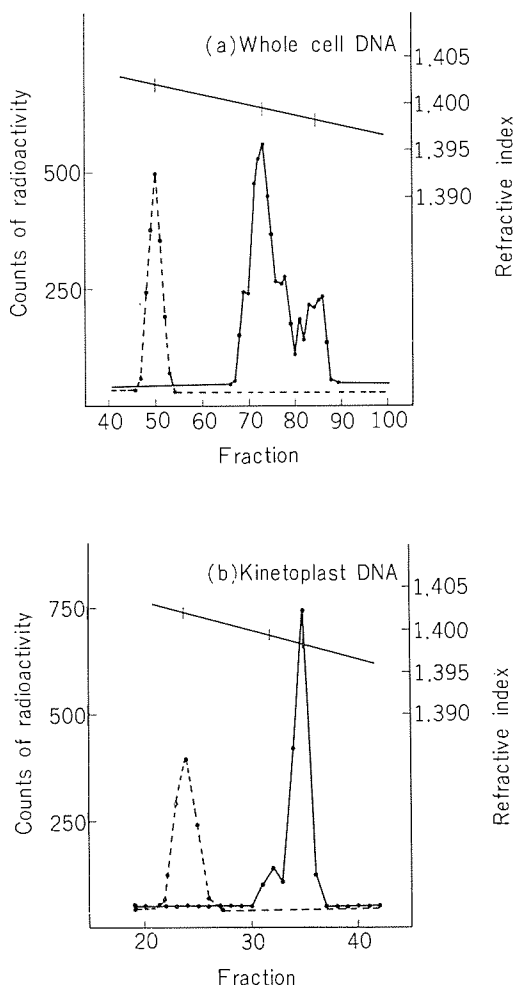 (a)Whole cell DNA
Counts of radioactivity
500
250
1,405
1,400
1,395
1,390
Refractive index
40 50 60 70 80 90 100
Fraction
(b)Kinetoplast DNA
Counts of radioactivity
750
500
250
1,405
1,400
1,395
1,390
Refractive index
20 30 40
Fraction